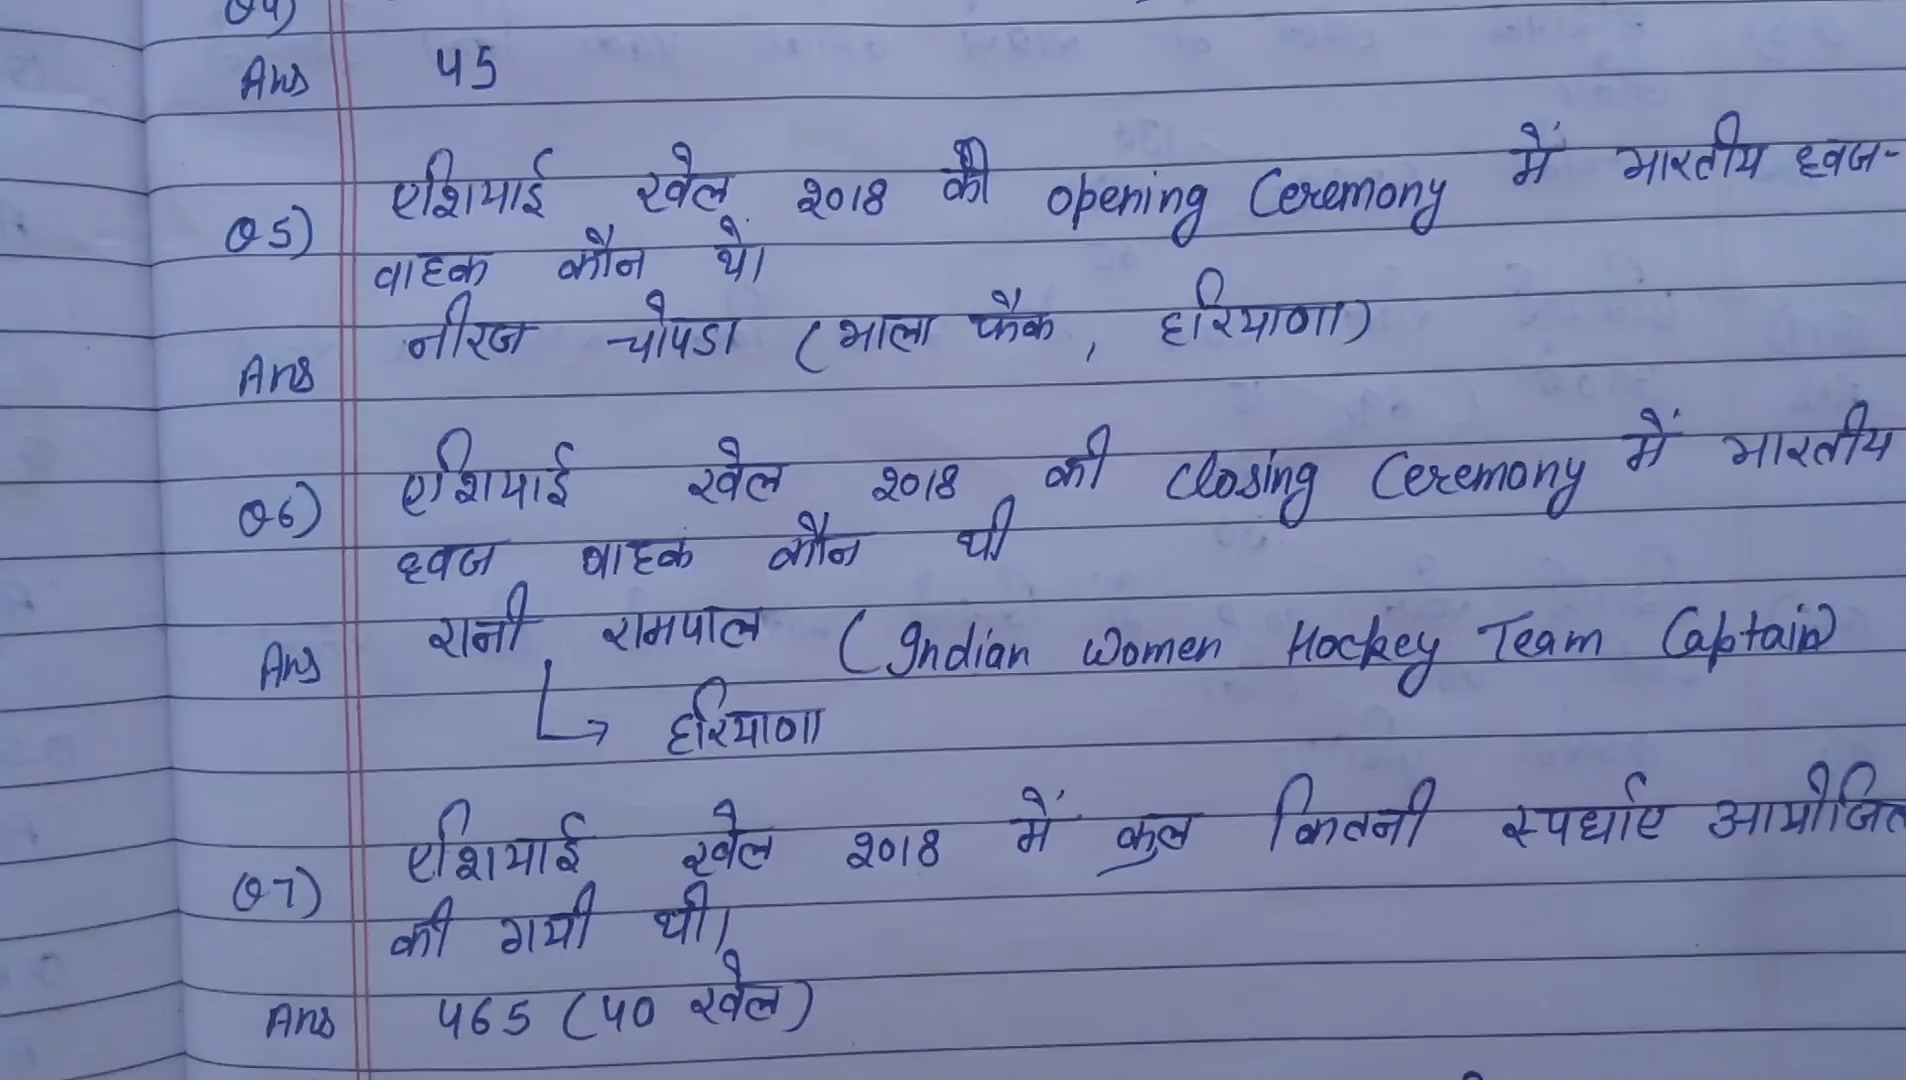 Q4)
Ans 45
Q5) एशियाई खेल 2018 की opening Ceremony में भारतीय ध्वज-
वाहक कौन थे।
Ans नीरज चोपडा (भाला फैंक, हरियाणा)
Q6) एशियाई खेल 2018 की Closing Ceremony में भारतीय
ध्वज वाहक कौन थी
Ans रानी रामपाल (Indian Women Hockey Team Captain)
↳ हरियाणा
Q7) एशियाई खेल 2018 में कुल कितनी स्पर्धाए आयोजित
की गयी थी।
Ans 465 (40 खेल)